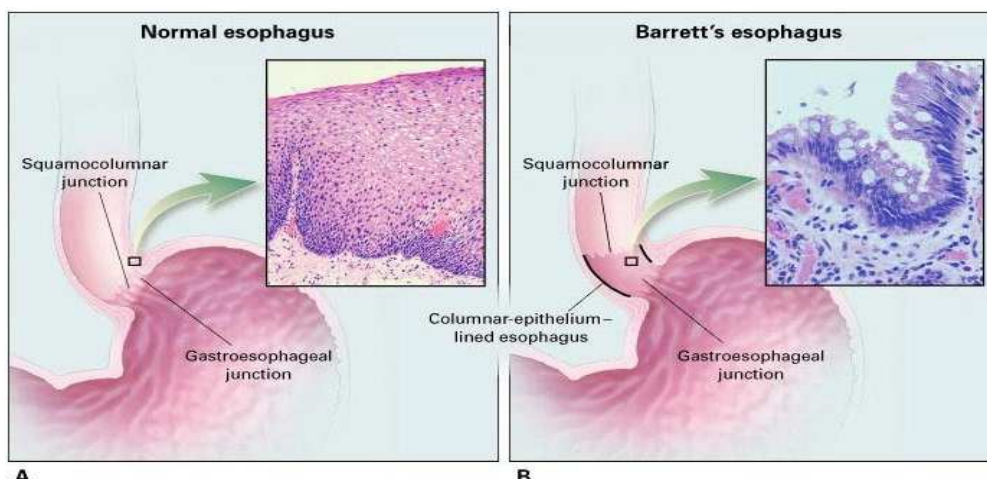 Normal esophagus
Squamocolumnar
junction
Gastroesophageal
junction
A
Barrett's esophagus
Squamocolumnar
junction
Columnar-epithelium–
lined esophagus
Gastroesophageal
junction
B